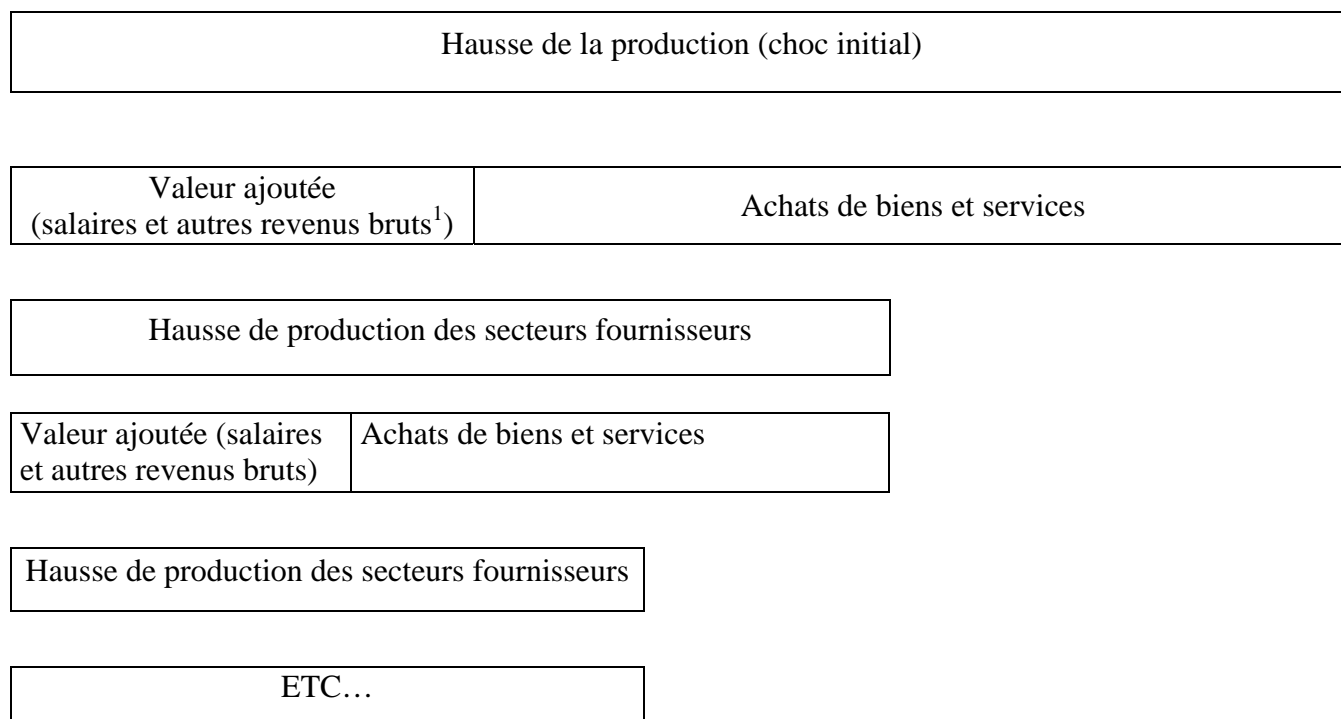 Hausse de la production (choc initial)
Valeur ajoutée
(salaires et autres revenus bruts¹)
Achats de biens et services
Hausse de production des secteurs fournisseurs
Valeur ajoutée (salaires
et autres revenus bruts)
Achats de biens et services
Hausse de production des secteurs fournisseurs
ETC…